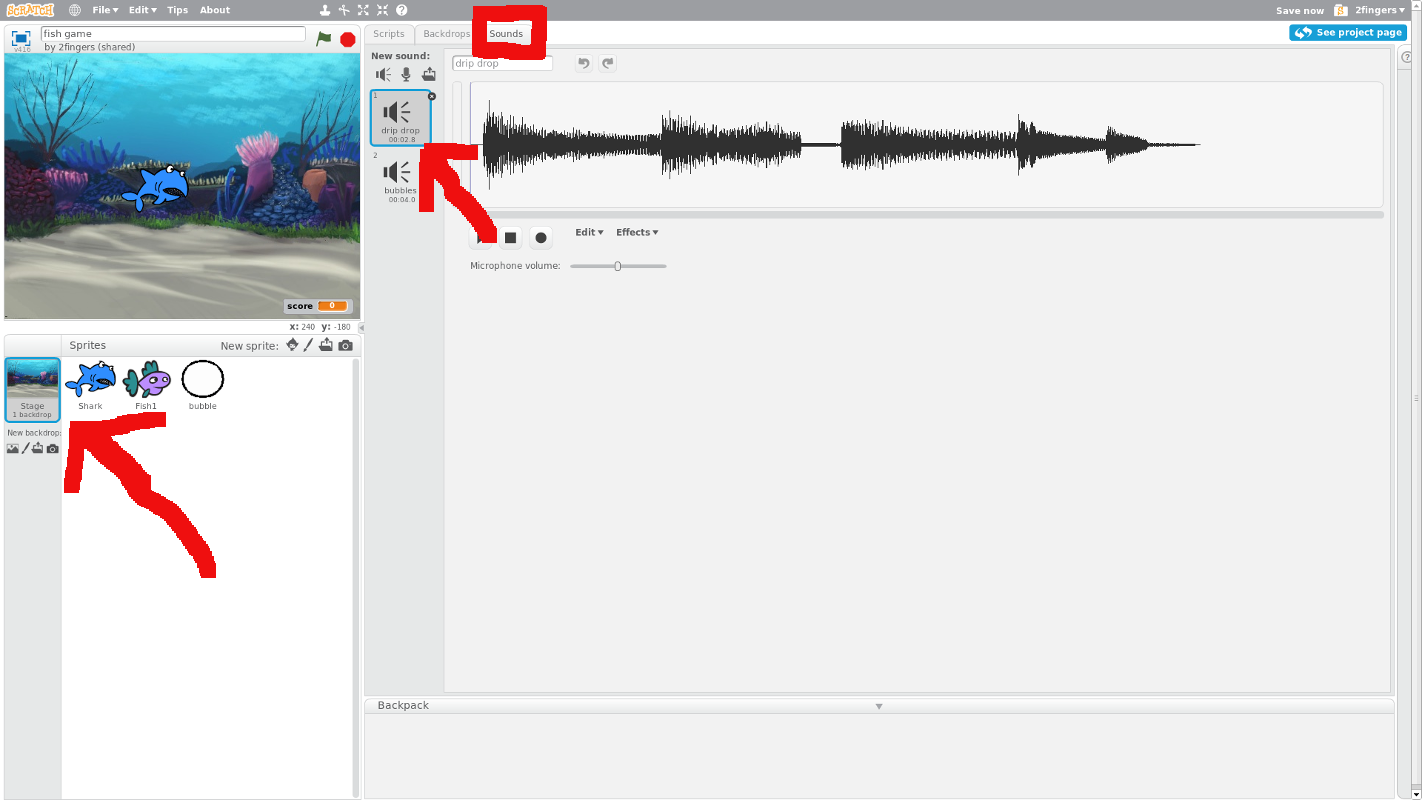 SCRATCH File Edit Tips About Save now 2fingers
fish game
by 2fingers (shared)
v416
Scripts Backdrops Sounds
See project page
New sound:
drip drop
1
drip drop
00:02.8
2
bubbles
00:04.0
Edit Effects
Microphone volume:
score 0
x: 240 y: -180
Sprites New sprite:
Stage
1 backdrop
Shark Fish1 bubble
New backdrop:
Backpack